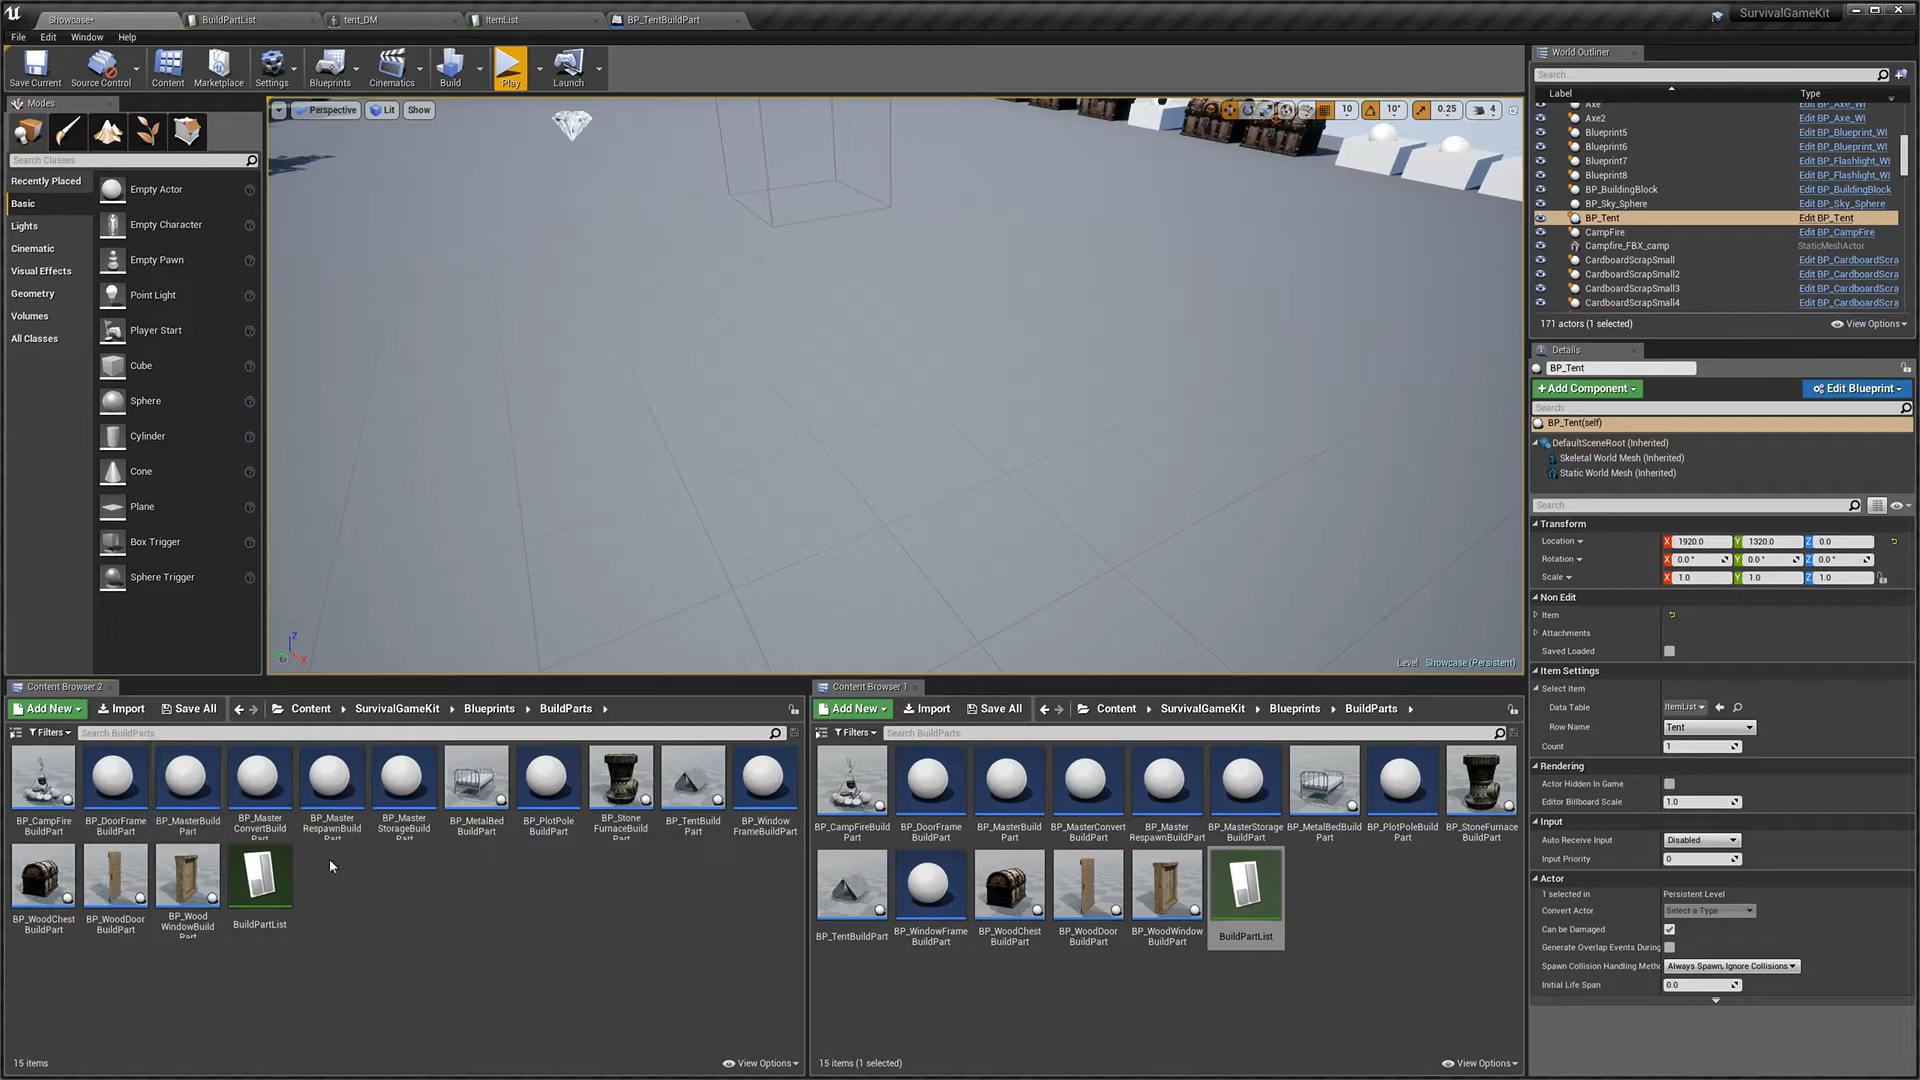 Showcase*
BuildPartList
tent_DM
ItemList
BP_TentBuildPart
SurvivalGameKit
File Edit Window Help
Save Current
Source Control
Content
Marketplace
Settings
Blueprints
Cinematics
Build
Play
Launch
Modes
Search Classes
Recently Placed
Basic
Lights
Cinematic
Visual Effects
Geometry
Volumes
All Classes
Empty Actor
Empty Character
Empty Pawn
Point Light
Player Start
Cube
Sphere
Cylinder
Cone
Plane
Box Trigger
Sphere Trigger
Perspective Lit Show
10 10° 0.25 4
Z
X
Level: Showcase (Persistent)
World Outliner
Search...
Label Type
Axe Edit BP_Axe_WI
Axe2 Edit BP_Axe_WI
Blueprint5 Edit BP_Blueprint_WI
Blueprint6 Edit BP_Blueprint_WI
Blueprint7 Edit BP_Flashlight_WI
Blueprint8 Edit BP_Flashlight_WI
BP_BuildingBlock Edit BP_BuildingBlock
BP_Sky_Sphere Edit BP_Sky_Sphere
BP_Tent Edit BP_Tent
CampFire Edit BP_CampFire
Campfire_FBX_camp StaticMeshActor
CardboardScrapSmall Edit BP_CardboardScra
CardboardScrapSmall2 Edit BP_CardboardScra
CardboardScrapSmall3 Edit BP_CardboardScra
CardboardScrapSmall4 Edit BP_CardboardScra
171 actors (1 selected) View Options
Details
BP_Tent
+Add Component Edit Blueprint
Search
BP_Tent(self)
DefaultSceneRoot (Inherited)
Skeletal World Mesh (Inherited)
Static World Mesh (Inherited)
Search
Transform
Location X 1920.0 Y 1320.0 Z 0.0
Rotation X 0.0° Y 0.0° Z 0.0°
Scale X 1.0 Y 1.0 Z 1.0
Non Edit
Item
Attachments
Saved Loaded
Item Settings
Select Item
Data Table ItemList
Row Name Tent
Count 1
Rendering
Actor Hidden In Game
Editor Billboard Scale 1.0
Input
Auto Receive Input Disabled
Input Priority 0
Actor
1 selected in Persistent Level
Convert Actor Select a Type
Can be Damaged
Generate Overlap Events During
Spawn Collision Handling Meth Always Spawn, Ignore Collisions
Initial Life Span 0.0
Content Browser 2
Add New Import Save All Content SurvivalGameKit Blueprints BuildParts
Filters Search BuildParts
BP_CampFire BuildPart
BP_DoorFrame BuildPart
BP_MasterBuild Part
BP_Master ConvertBuild Part
BP_Master RespawnBuild Part
BP_Master StorageBuild Part
BP_MetalBed BuildPart
BP_PlotPole BuildPart
BP_Stone FurnaceBuild Part
BP_TentBuild Part
BP_Window FrameBuildPart
BP_WoodChest BuildPart
BP_WoodDoor BuildPart
BP_Wood WindowBuild Part
BuildPartList
15 items View Options
Content Browser 1
Add New Import Save All Content SurvivalGameKit Blueprints BuildParts
Filters Search BuildParts
BP_CampFireBuild Part
BP_DoorFrame BuildPart
BP_MasterBuild Part
BP_MasterConvert BuildPart
BP_Master RespawnBuildPart
BP_MasterStorage BuildPart
BP_MetalBedBuild Part
BP_PlotPoleBuild Part
BP_StoneFurnace BuildPart
BP_TentBuildPart
BP_WindowFrame BuildPart
BP_WoodChest BuildPart
BP_WoodDoor BuildPart
BP_WoodWindow BuildPart
BuildPartList
15 items (1 selected) View Options